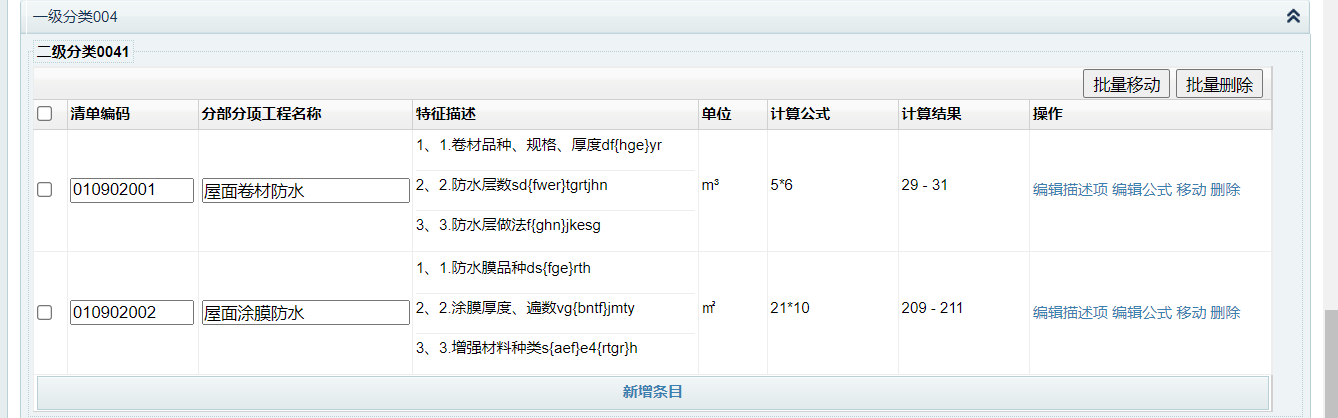 一级分类004
二级分类0041
批量移动 批量删除
清单编码 分部分项工程名称 特征描述 单位 计算公式 计算结果 操作
1、1.卷材品种、规格、厚度df{hge}yr
010902001 屋面卷材防水 2、2.防水层数sd{fwer}tgrtjhn m³ 5*6 29 - 31 编辑描述项 编辑公式 移动 删除
3、3.防水层做法f{ghn}jkesg
1、1.防水膜品种ds{fge}rth
010902002 屋面涂膜防水 2、2.涂膜厚度、遍数vg{bntf}jmty ㎡ 21*10 209 - 211 编辑描述项 编辑公式 移动 删除
3、3.增强材料种类s{aef}e4{rtgr}h
新增条目